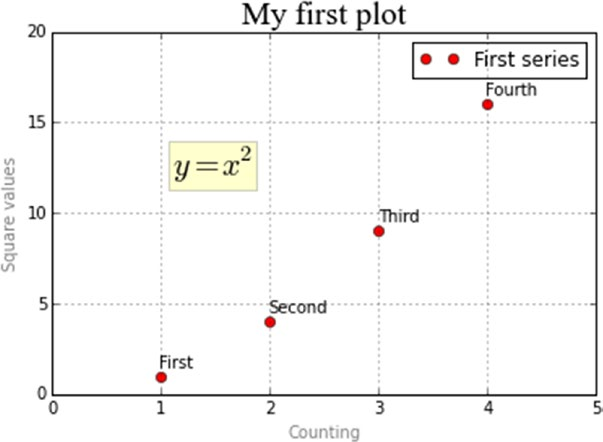 My first plot
20
First series
Fourth
15
y=x²
Square values
10
Third
5
Second
First
0
0 1 2 3 4 5
Counting